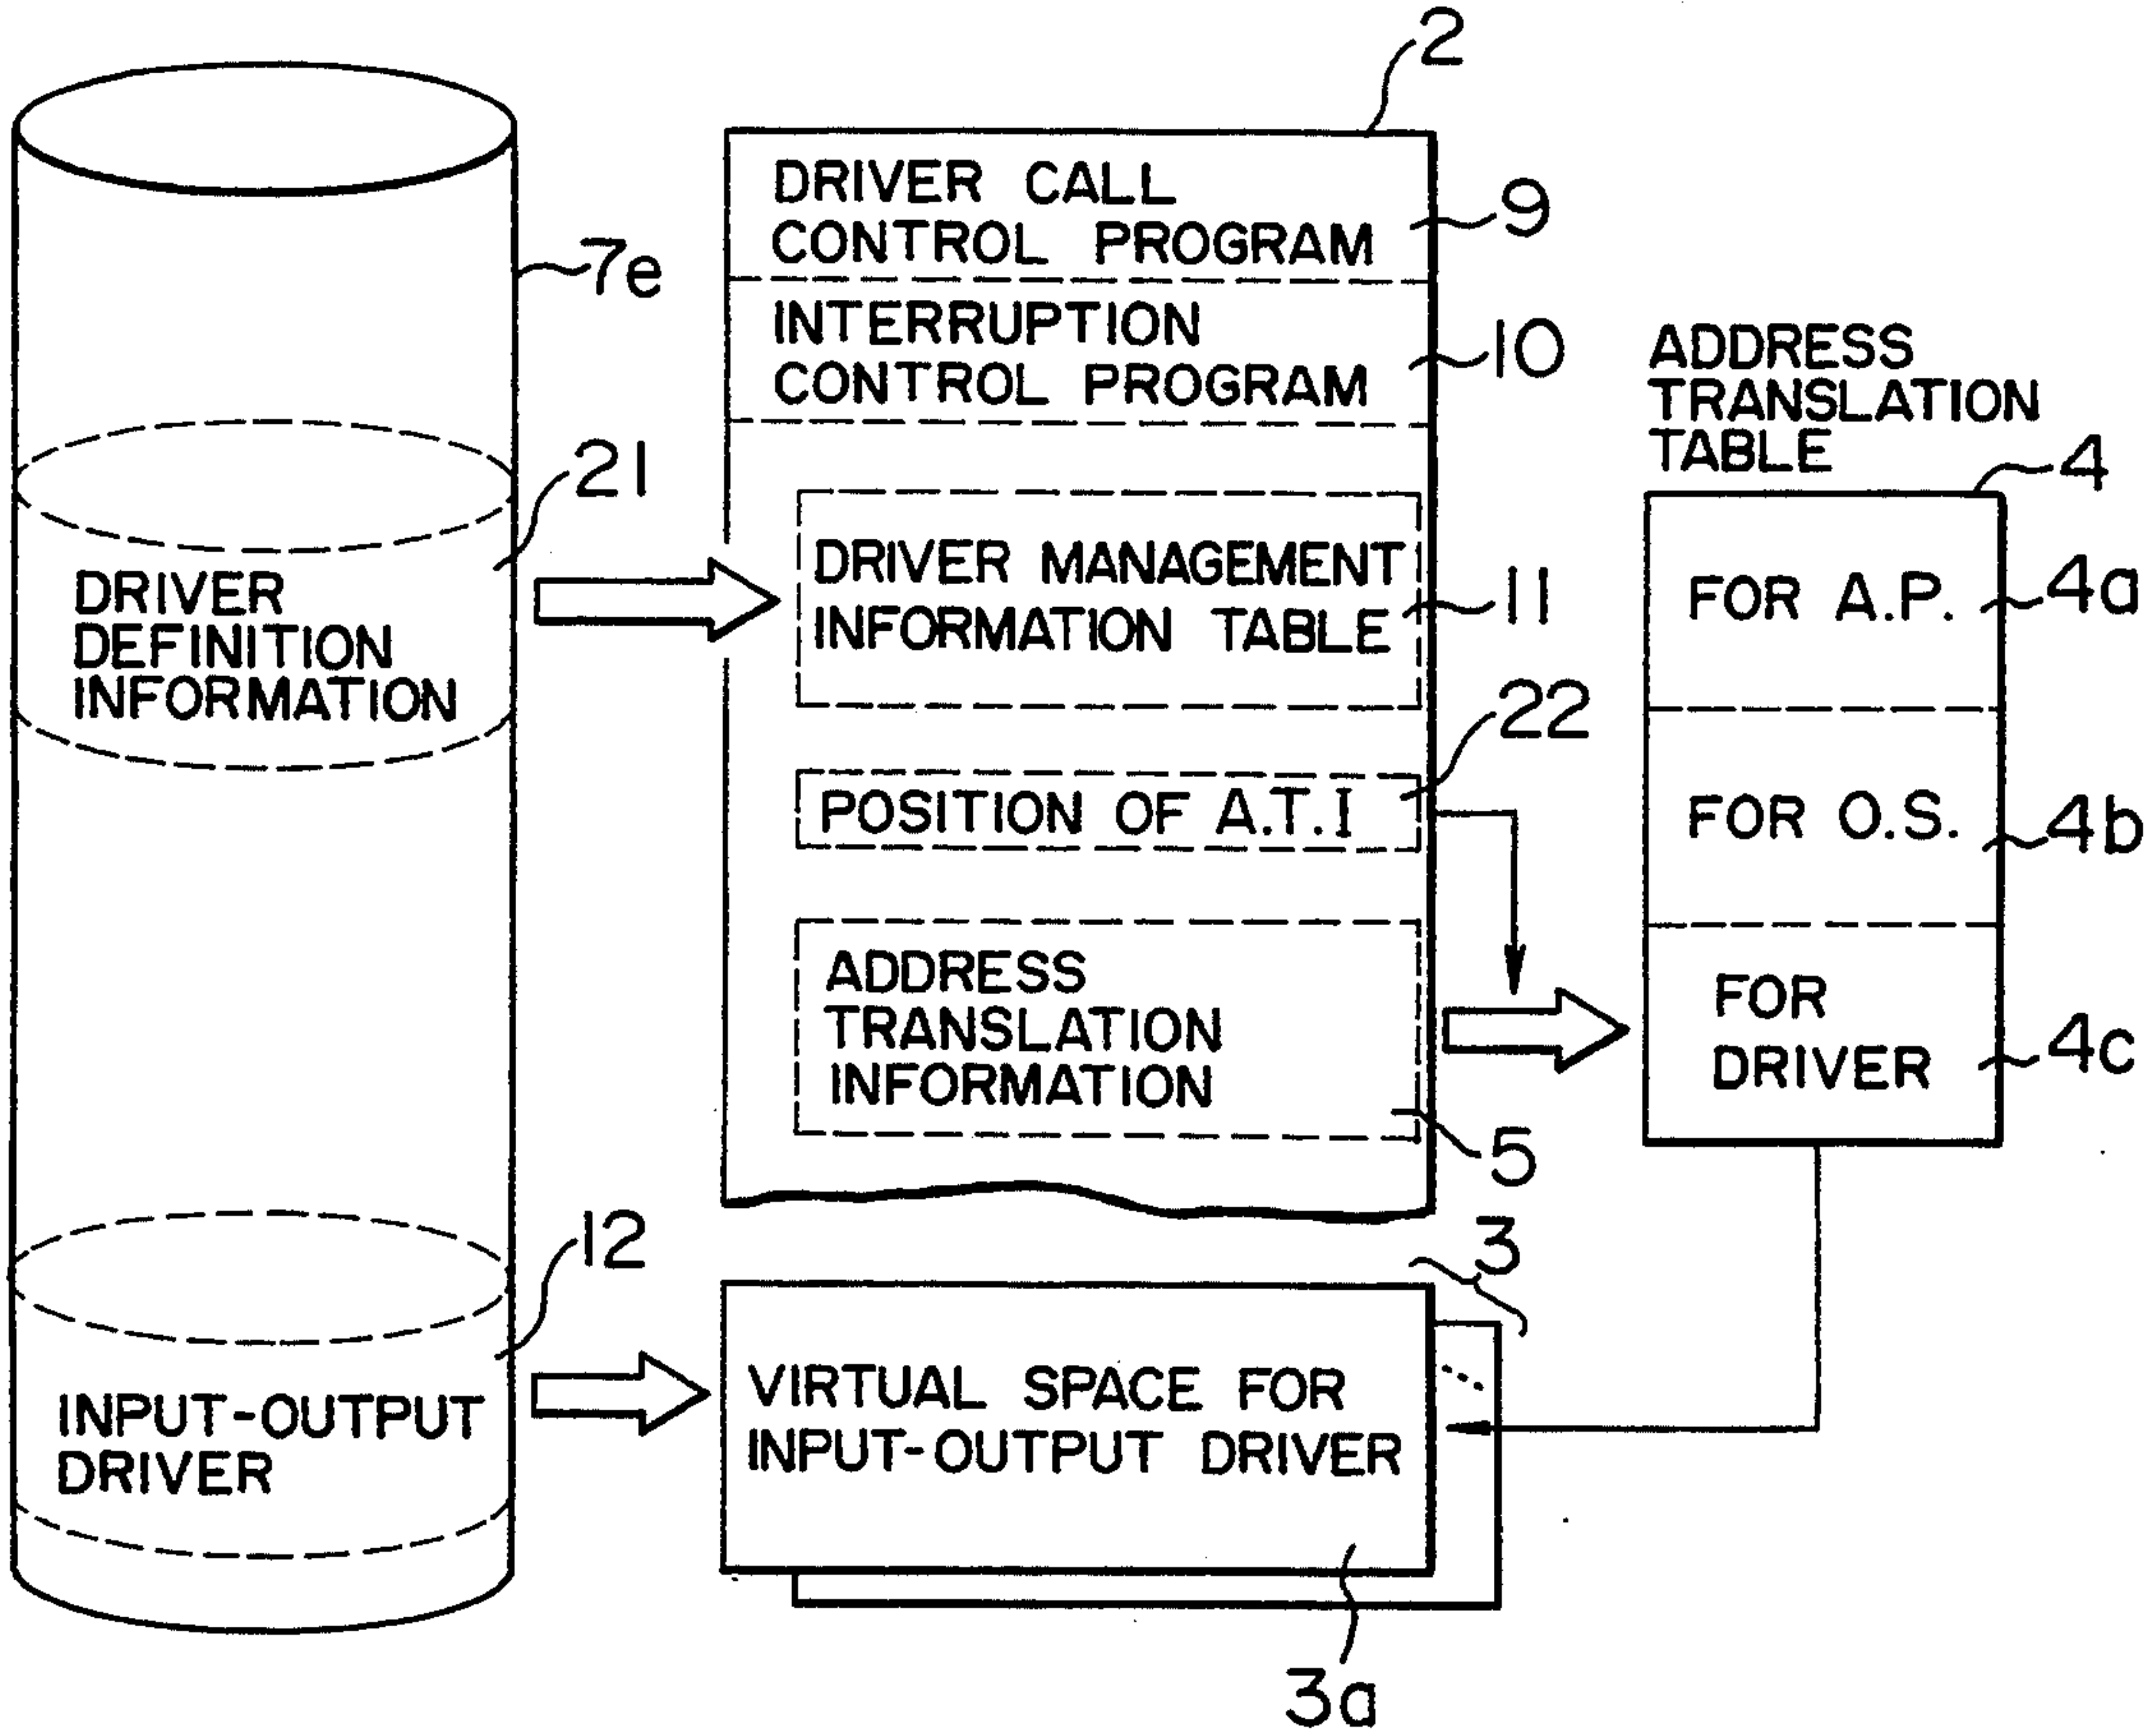 2
DRIVER CALL
CONTROL PROGRAM
9
7e
INTERRUPTION
CONTROL PROGRAM
10
ADDRESS
TRANSLATION
TABLE
4
21
DRIVER
DEFINITION
INFORMATION
DRIVER MANAGEMENT
INFORMATION TABLE
11
FOR A.P.
4a
22
POSITION OF A.T.I
FOR O.S.
4b
ADDRESS
TRANSLATION
INFORMATION
5
FOR
DRIVER
4c
12
INPUT-OUTPUT
DRIVER
3
VIRTUAL SPACE FOR
INPUT-OUTPUT DRIVER
3a